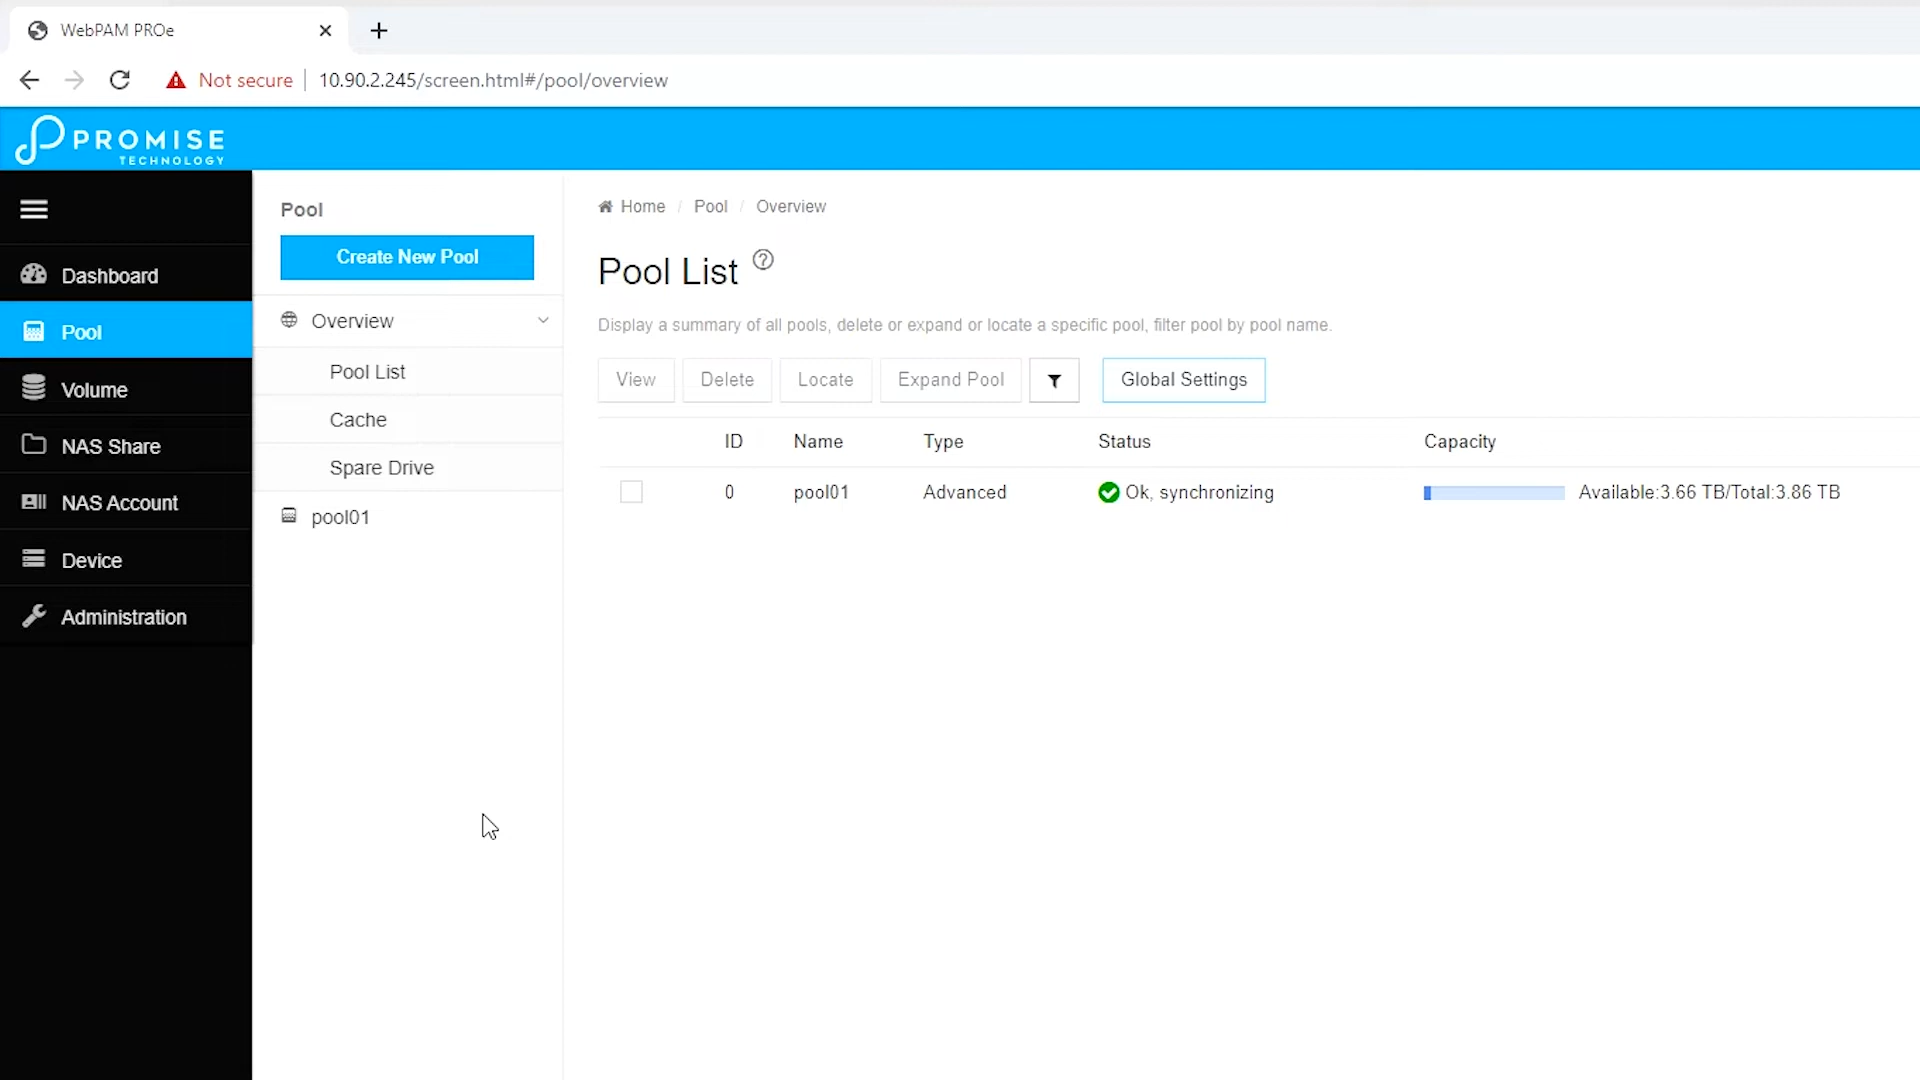 WebPAM PROe
Not secure
10.90.2.245/screen.html#/pool/overview
PROMISE
TECHNOLOGY
Dashboard
Pool
Volume
NAS Share
NAS Account
Device
Administration
Pool
Create New Pool
Overview
Pool List
Cache
Spare Drive
pool01
Home / Pool / Overview
Pool List
Display a summary of all pools, delete or expand or locate a specific pool, filter pool by pool name.
View Delete Locate Expand Pool Global Settings
ID Name Type Status Capacity
0 pool01 Advanced Ok, synchronizing Available:3.66 TB/Total:3.86 TB